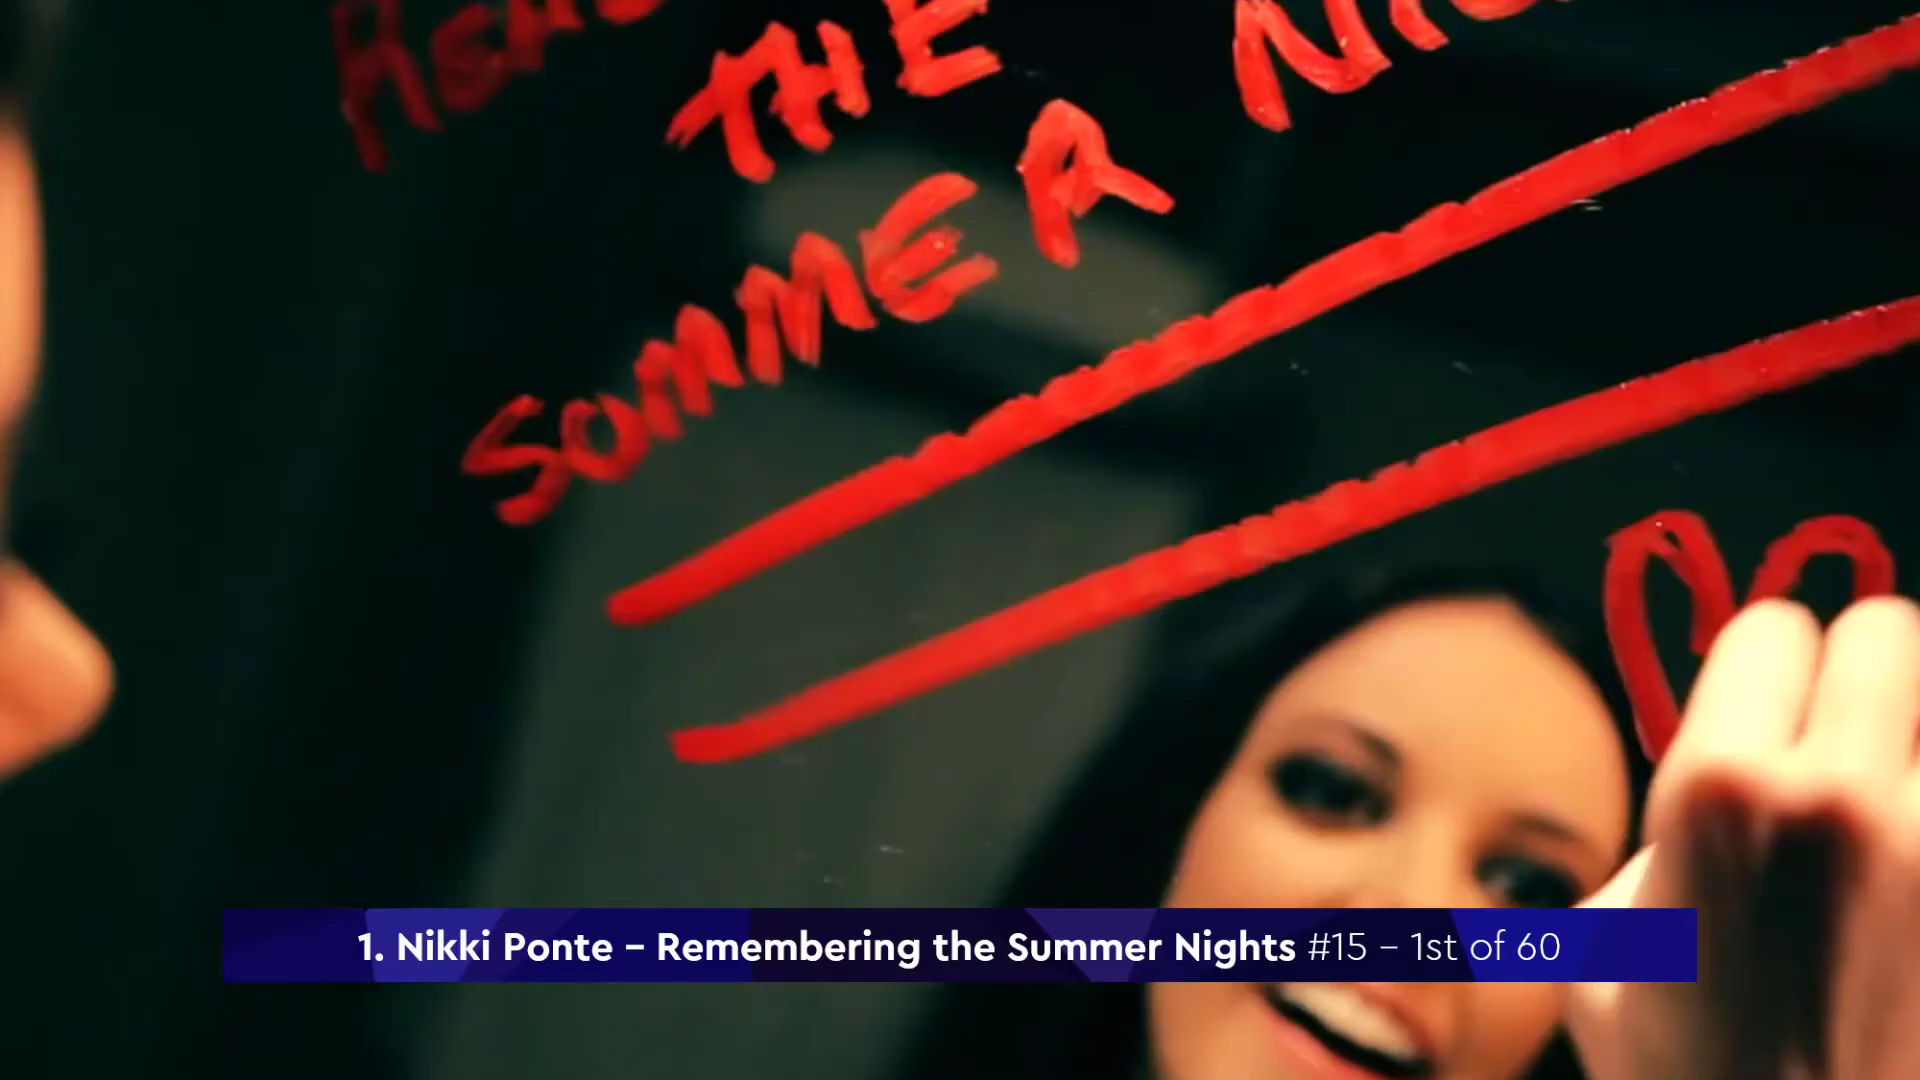 THE
SUMMER
1. Nikki Ponte – Remembering the Summer Nights #15 – 1st of 60